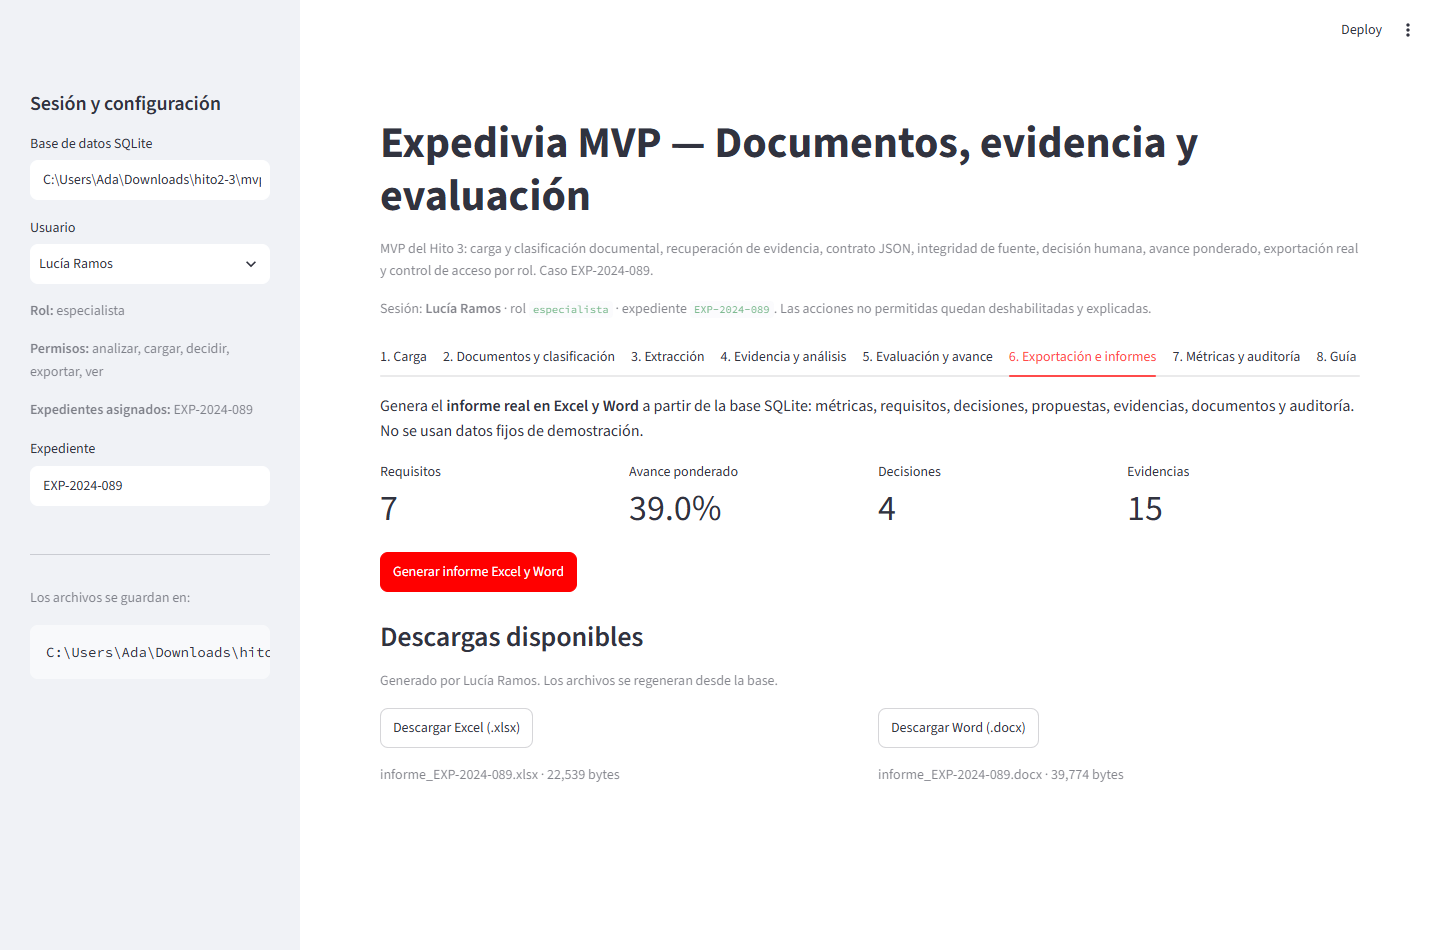 Deploy
Sesión y configuración
Base de datos SQLite
C:\Users\Ada\Downloads\hito2-3\mvp
Usuario
Lucía Ramos
Rol: especialista
Permisos: analizar, cargar, decidir,
exportar, ver
Expedientes asignados: EXP-2024-089
Expediente
EXP-2024-089
Los archivos se guardan en:
C:\Users\Ada\Downloads\hito
Expedivia MVP — Documentos, evidencia y
evaluación
MVP del Hito 3: carga y clasificación documental, recuperación de evidencia, contrato JSON, integridad de fuente, decisión humana, avance ponderado, exportación real
y control de acceso por rol. Caso EXP-2024-089.
Sesión: Lucía Ramos · rol especialista · expediente EXP-2024-089 . Las acciones no permitidas quedan deshabilitadas y explicadas.
1. Carga 2. Documentos y clasificación 3. Extracción 4. Evidencia y análisis 5. Evaluación y avance 6. Exportación e informes 7. Métricas y auditoría 8. Guía
Genera el informe real en Excel y Word a partir de la base SQLite: métricas, requisitos, decisiones, propuestas, evidencias, documentos y auditoría.
No se usan datos fijos de demostración.
Requisitos Avance ponderado Decisiones Evidencias
7 39.0% 4 15
Generar informe Excel y Word
Descargas disponibles
Generado por Lucía Ramos. Los archivos se regeneran desde la base.
Descargar Excel (.xlsx) Descargar Word (.docx)
informe_EXP-2024-089.xlsx · 22,539 bytes informe_EXP-2024-089.docx · 39,774 bytes